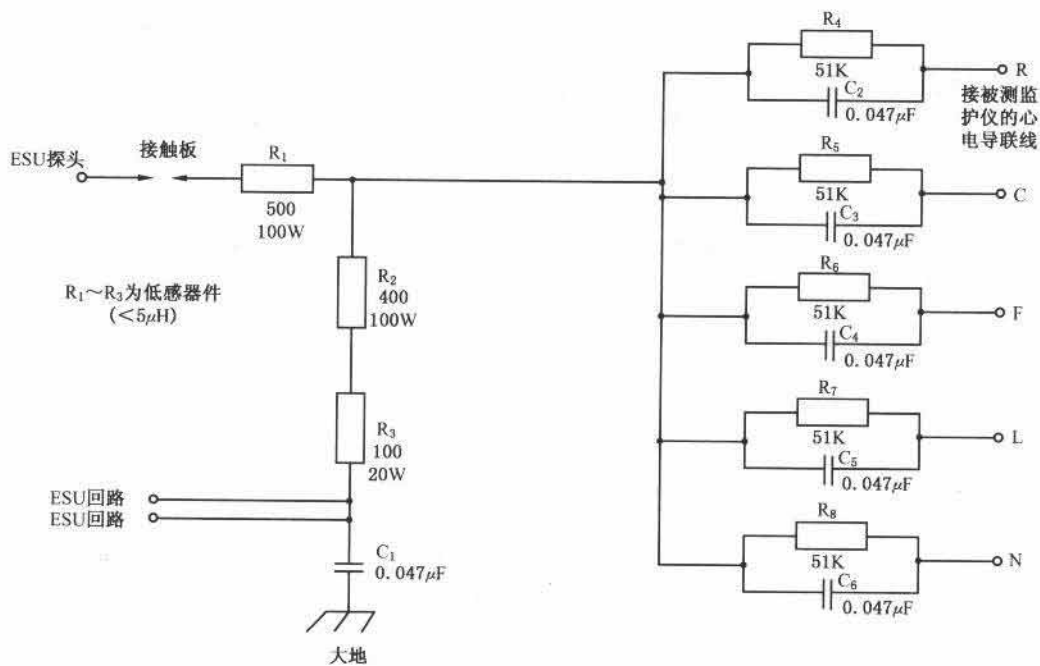 R₄
51K
C₂
0.047μF
R
接被测监
护仪的心
电导联线
ESU探头
接触板
R₁
500
100W
R₅
51K
C₃
0.047μF
C
R₁～R₃为低感器件
(<5μH)
R₂
400
100W
R₆
51K
C₄
0.047μF
F
R₃
100
20W
R₇
51K
C₅
0.047μF
L
ESU回路
ESU回路
C₁
0.047μF
大地
R₈
51K
C₆
0.047μF
N